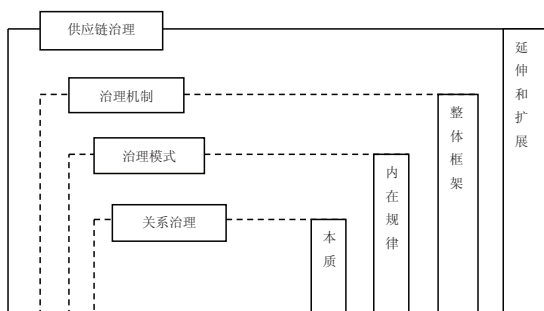 供应链治理
延伸和扩展
治理机制
整体框架
治理模式
内在规律
关系治理
本质